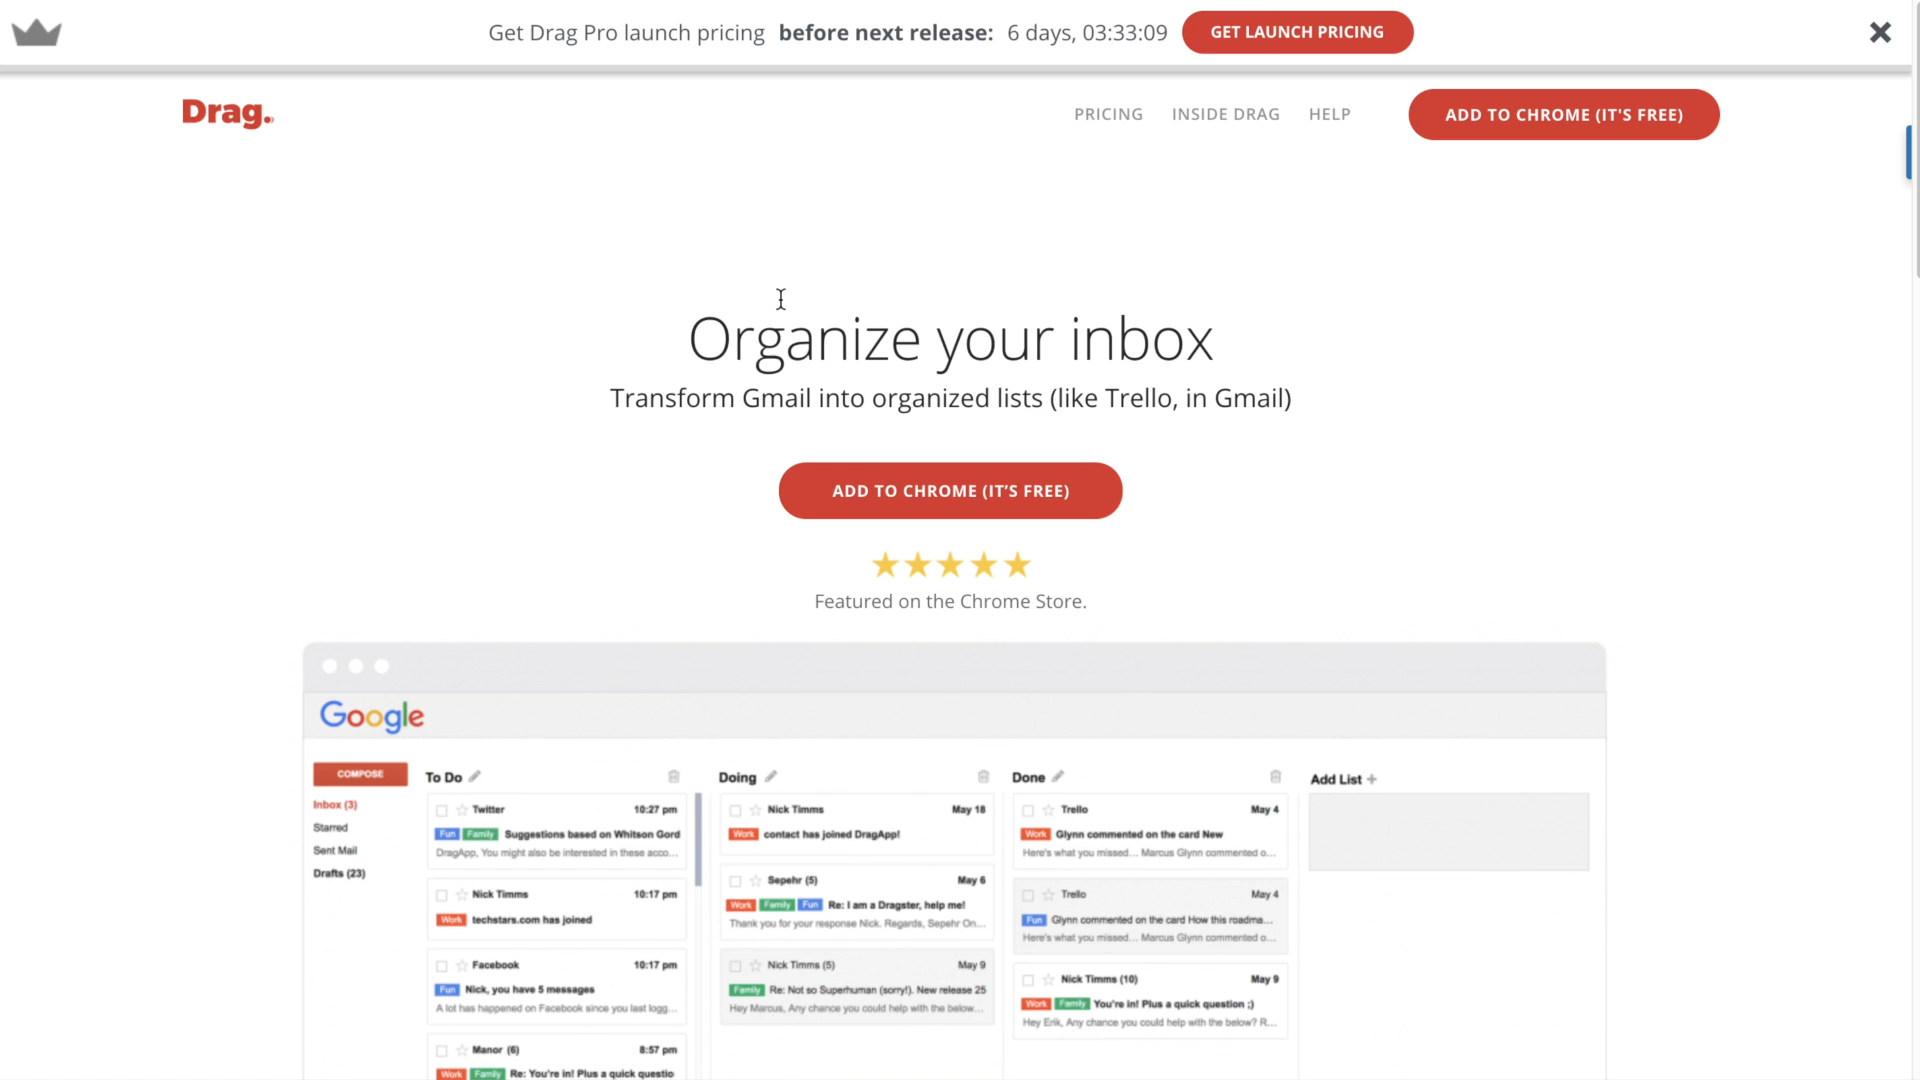 Get Drag Pro launch pricing before next release: 6 days, 03:33:09 GET LAUNCH PRICING
Drag.
PRICING INSIDE DRAG HELP ADD TO CHROME (IT'S FREE)
Organize your inbox
Transform Gmail into organized lists (like Trello, in Gmail)
ADD TO CHROME (IT’S FREE)
Featured on the Chrome Store.
Google
COMPOSE
Inbox (3)
Starred
Sent Mail
Drafts (23)
To Do
Twitter 10:27 pm
Fun Family Suggestions based on Whitson Gord
DragApp, You might also be interested in these acco...
Nick Timms 10:17 pm
Work techstars.com has joined
Facebook 10:17 pm
Fun Nick, you have 5 messages
A lot has happened on Facebook since you last logg...
Manor (6) 8:57 pm
Work Family Re: You're in! Plus a quick questio
Doing
Nick Timms May 18
Work contact has joined DragApp!
Sepehr (5) May 6
Work Family Fun Re: I am a Dragster, help me!
Thank you for your response Nick. Regards, Sepehr On...
Nick Timms (5) May 9
Family Re: Not so Superhuman (sorry!). New release 25
Hey Marcus, Any chance you could help with the below...
Done
Trello May 4
Work Glynn commented on the card New
Here's what you missed... Marcus Glynn commented o...
Trello May 4
Fun Glynn commented on the card How this roadma...
Here's what you missed... Marcus Glynn commented o...
Nick Timms (10) May 9
Work Family You're in! Plus a quick question ;)
Hey Erik, Any chance you could help with the below? R...
Add List +